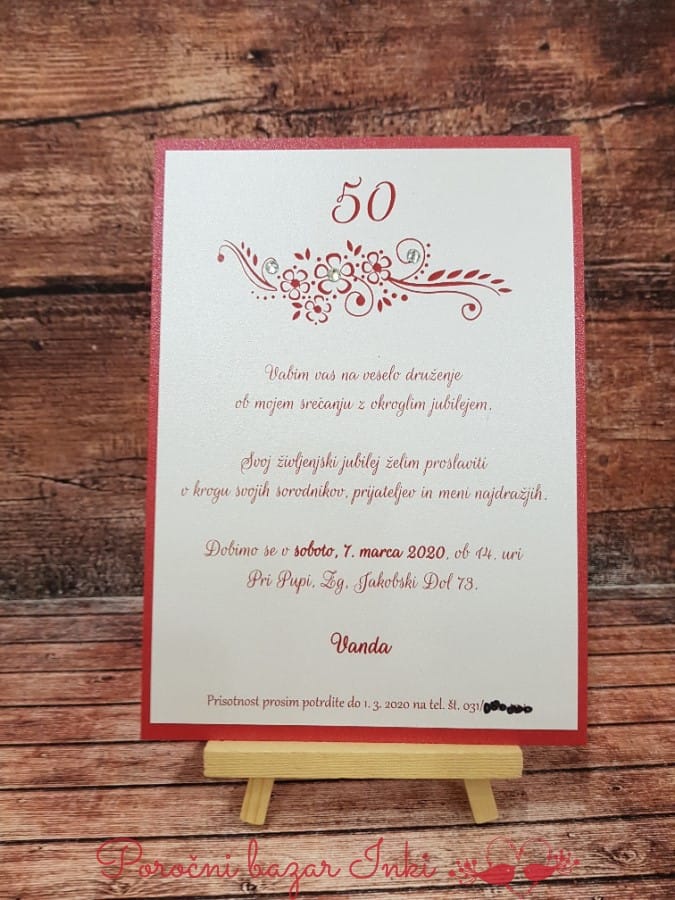 50
Vabim vas na veselo druženje
ob mojem srečanju z okroglim jubilejem.
Svoj življenjski jubilej želim proslaviti
v krogu svojih sorodnikov, prijateljev in meni najdražjih.
Dobimo se v soboto, 7. marca 2020, ob 14. uri
Pri Pupi, Zg. Jakobski Dol 73.
Vanda
Prisotnost prosim potrdite do 1. 3. 2020 na tel. št. 031/
Poročni bazar Inki